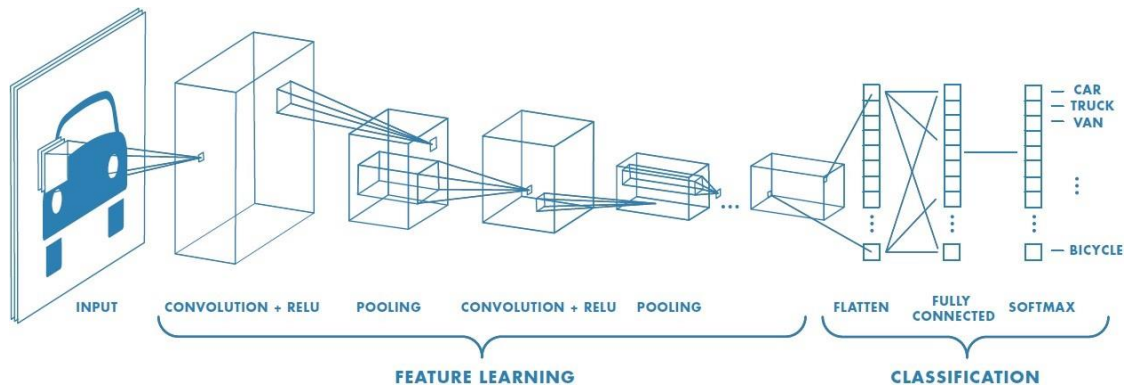 CAR
TRUCK
VAN
...
...
BICYCLE
INPUT
CONVOLUTION + RELU
POOLING
CONVOLUTION + RELU
POOLING
FLATTEN
FULLY
CONNECTED
SOFTMAX
FEATURE LEARNING
CLASSIFICATION